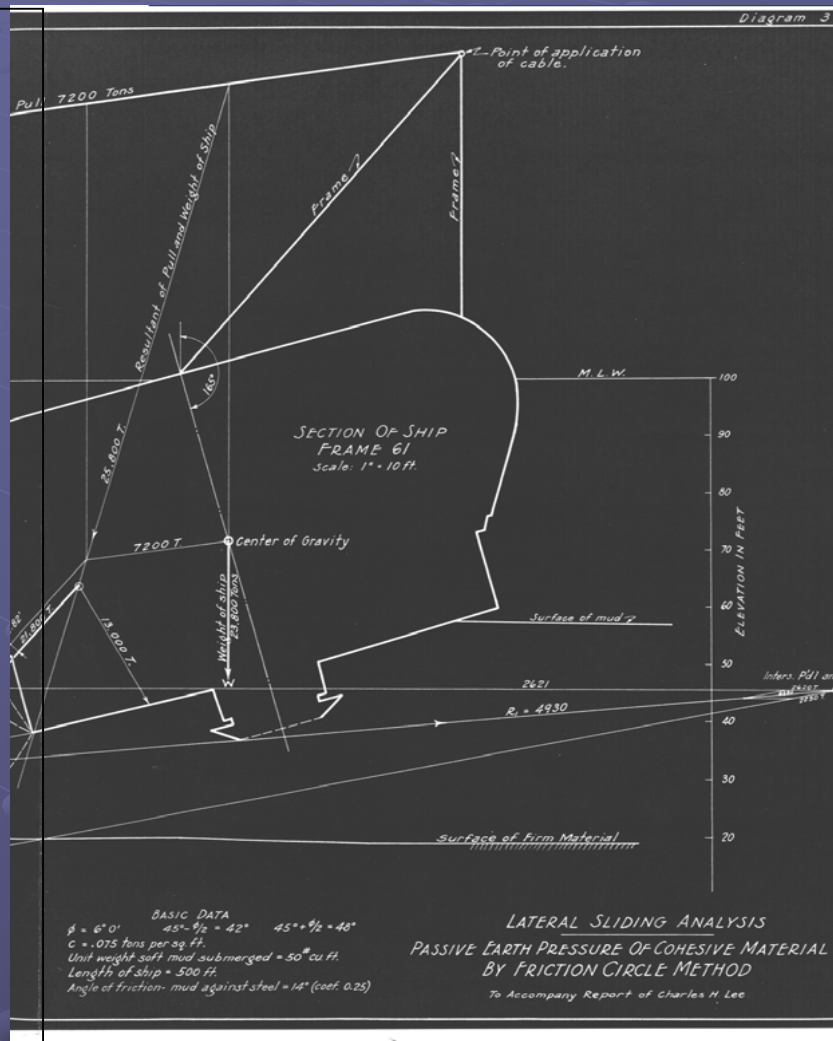 Diagram 3
Point of application
of cable.
Pull 7200 Tons
Resultant of Pull and Weight of Ship
Frame
Frame
165°
M.L.W.
100
SECTION OF SHIP
FRAME 61
Scale: 1" = 10 ft.
90
25,800 T.
80
ELEVATION IN FEET
7200 T.
Center of Gravity
70
Weight of ship
23,800 Tons
60
.82'
21,800 T.
13,000 T.
Surface of mud
50
W
2621
Inters. P'd1
2620 T
R₁ = 4930
40
30
Surface of Firm Material
20
BASIC DATA
ϕ = 6° 0' 45°-ϕ/2 = 42° 45°+ϕ/2 = 48°
C = .075 tons per sq. ft.
Unit weight soft mud submerged = 50# cu. ft.
Length of ship = 500 ft.
Angle of friction- mud against steel = 14° (coef. 0.25)
LATERAL SLIDING ANALYSIS
PASSIVE EARTH PRESSURE OF COHESIVE MATERIAL
BY FRICTION CIRCLE METHOD
To Accompany Report of Charles H. Lee